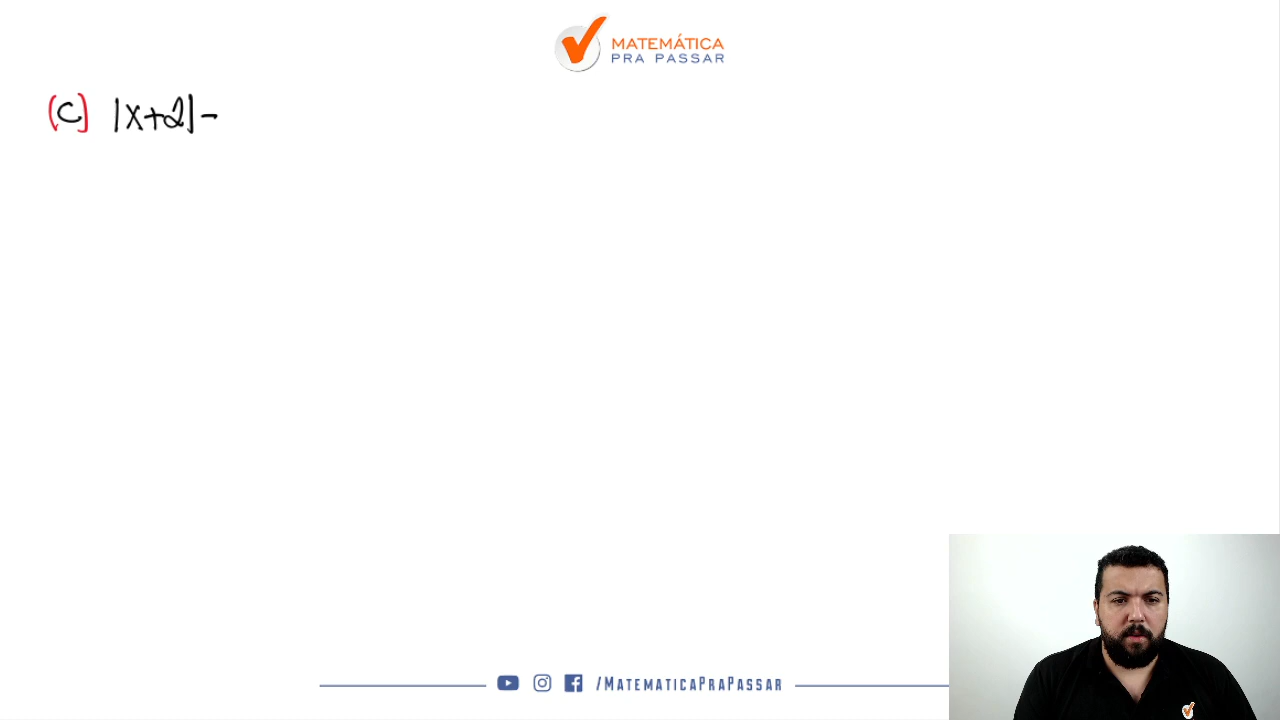 MATEMÁTICA
PRA PASSAR
(C) |x+2| -
/MATEMATICAPRAPASSAR